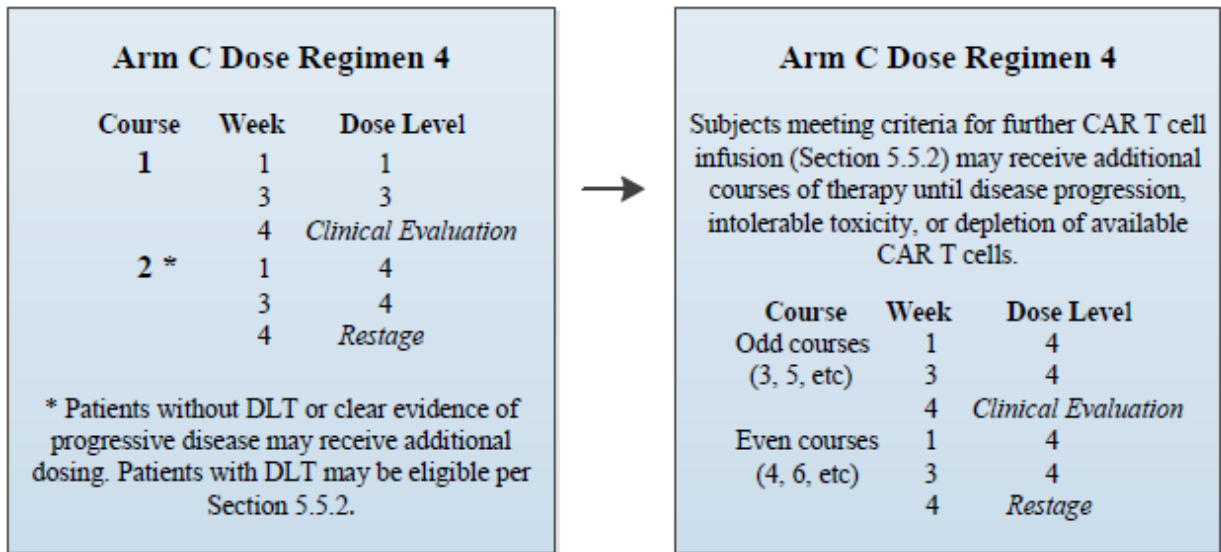 Arm C Dose Regimen 4
Course Week Dose Level
1 1 1
3 3
4 Clinical Evaluation
2 * 1 4
3 4
4 Restage
* Patients without DLT or clear evidence of
progressive disease may receive additional
dosing. Patients with DLT may be eligible per
Section 5.5.2.
Arm C Dose Regimen 4
Subjects meeting criteria for further CAR T cell
infusion (Section 5.5.2) may receive additional
courses of therapy until disease progression,
intolerable toxicity, or depletion of available
CAR T cells.
Course Week Dose Level
Odd courses 1 4
(3, 5, etc) 3 4
4 Clinical Evaluation
Even courses 1 4
(4, 6, etc) 3 4
4 Restage